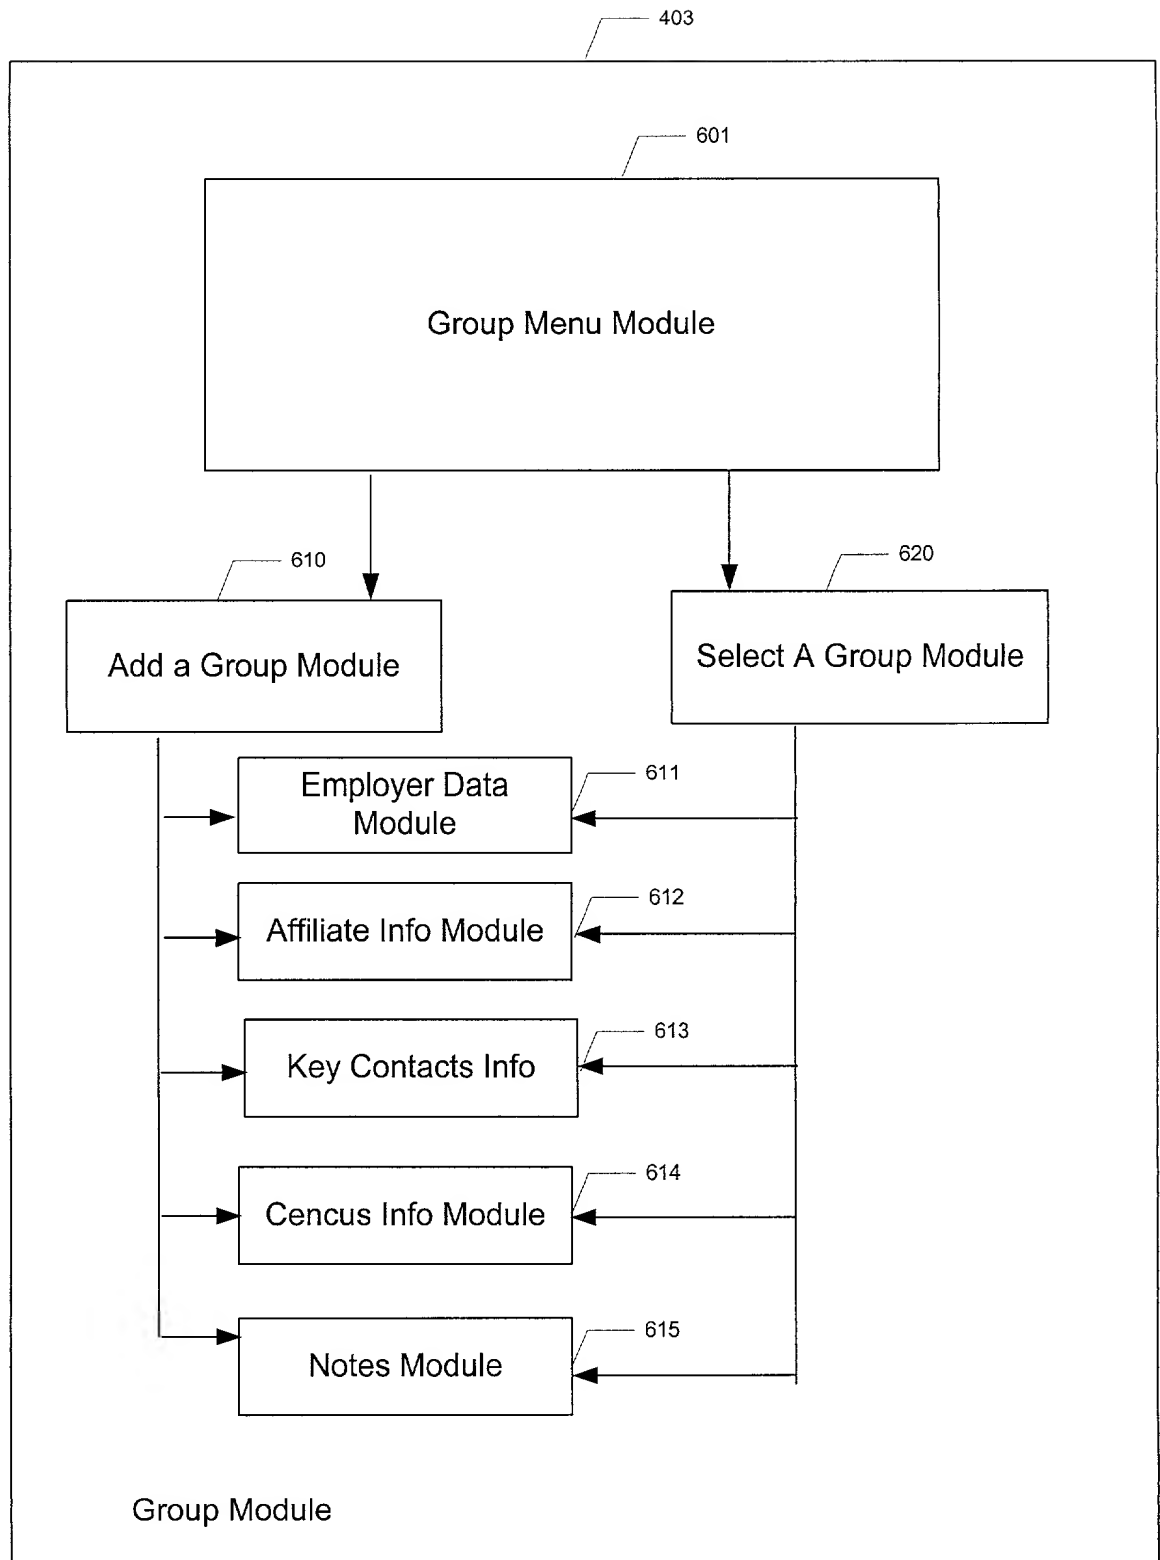 403
601
Group Menu Module
610
620
Add a Group Module
Select A Group Module
611
Employer Data
Module
612
Affiliate Info Module
613
Key Contacts Info
614
Cencus Info Module
615
Notes Module
Group Module